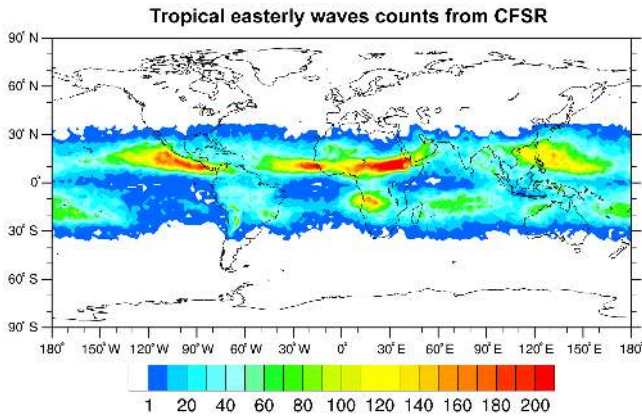 Tropical easterly waves counts from CFSR
90° N
60° N
30° N
0°
30° S
60° S
90° S
180° 150° W 120° W 90° W 60° W 30° W 0° 30° E 60° E 90° E 120° E 150° E 180°
1 20 40 60 80 100 120 140 160 180 200